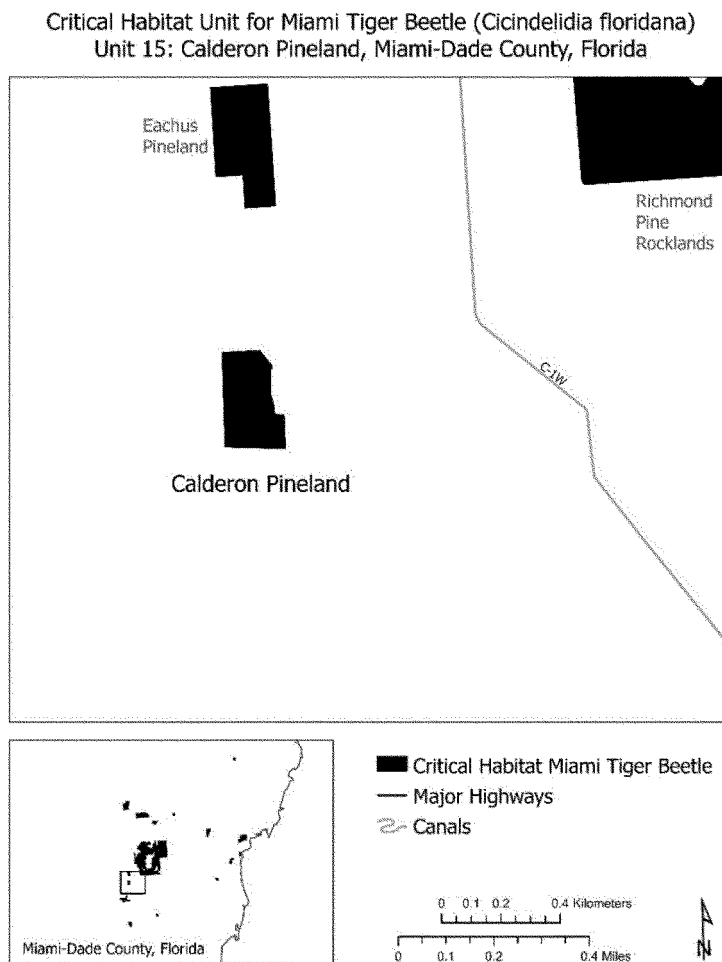 Critical Habitat Unit for Miami Tiger Beetle (Cicindelidia floridana)
Unit 15: Calderon Pineland, Miami-Dade County, Florida
Eachus
Pineland
Richmond
Pine
Rocklands
C-1W
Calderon Pineland
Critical Habitat Miami Tiger Beetle
Major Highways
Canals
Miami-Dade County, Florida
0 0.1 0.2 0.4 Kilometers
0 0.1 0.2 0.4 Miles
N